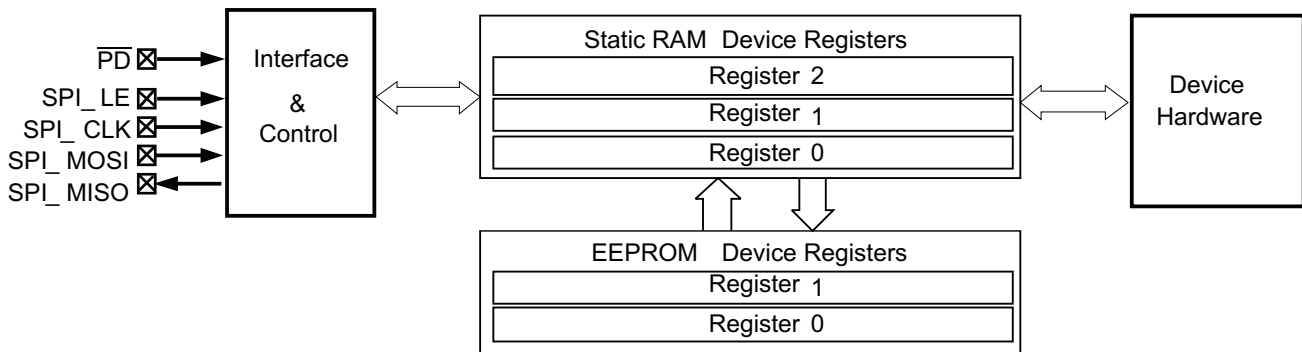 PD
SPI_ LE
SPI_ CLK
SPI_ MOSI
SPI_ MISO
Interface
&
Control
Static RAM Device Registers
Register 2
Register 1
Register 0
EEPROM Device Registers
Register 1
Register 0
Device
Hardware